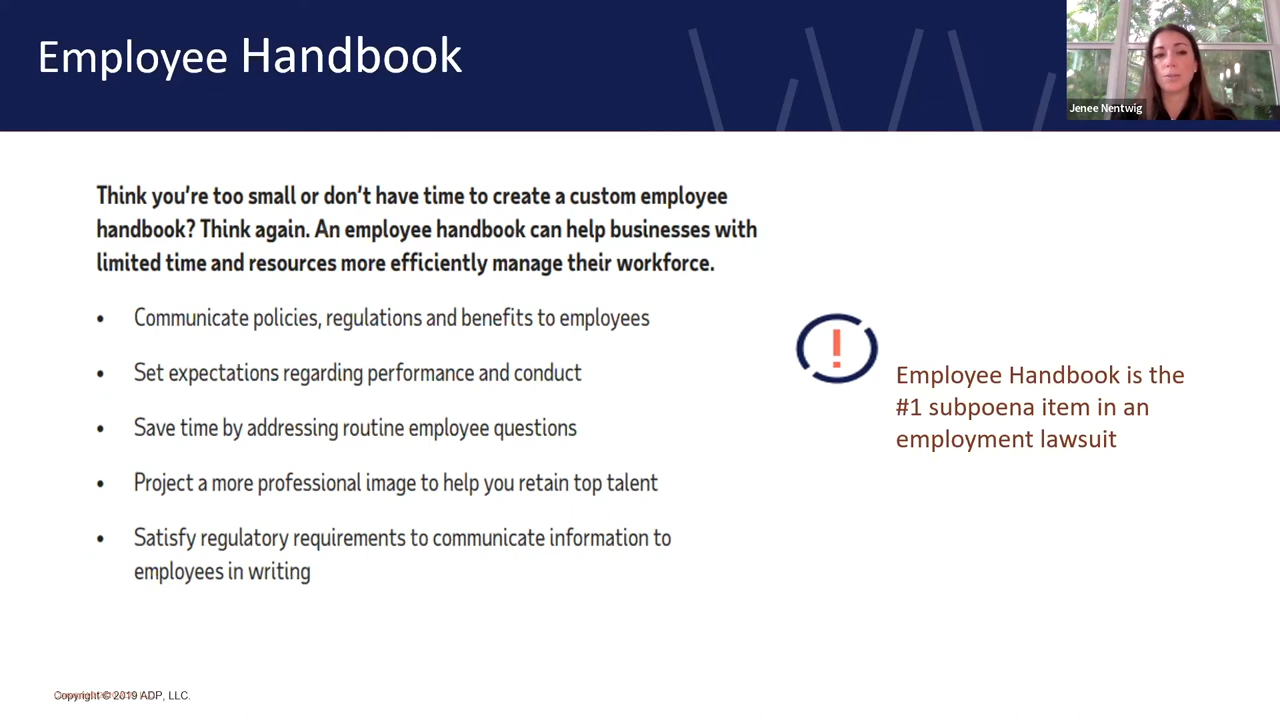 Employee Handbook
Jenee Nentwig
Think you're too small or don't have time to create a custom employee
handbook? Think again. An employee handbook can help businesses with
limited time and resources more efficiently manage their workforce.
• Communicate policies, regulations and benefits to employees
• Set expectations regarding performance and conduct
• Save time by addressing routine employee questions
• Project a more professional image to help you retain top talent
• Satisfy regulatory requirements to communicate information to
employees in writing
!
Employee Handbook is the
#1 subpoena item in an
employment lawsuit
Copyright © 2019 ADP, LLC.